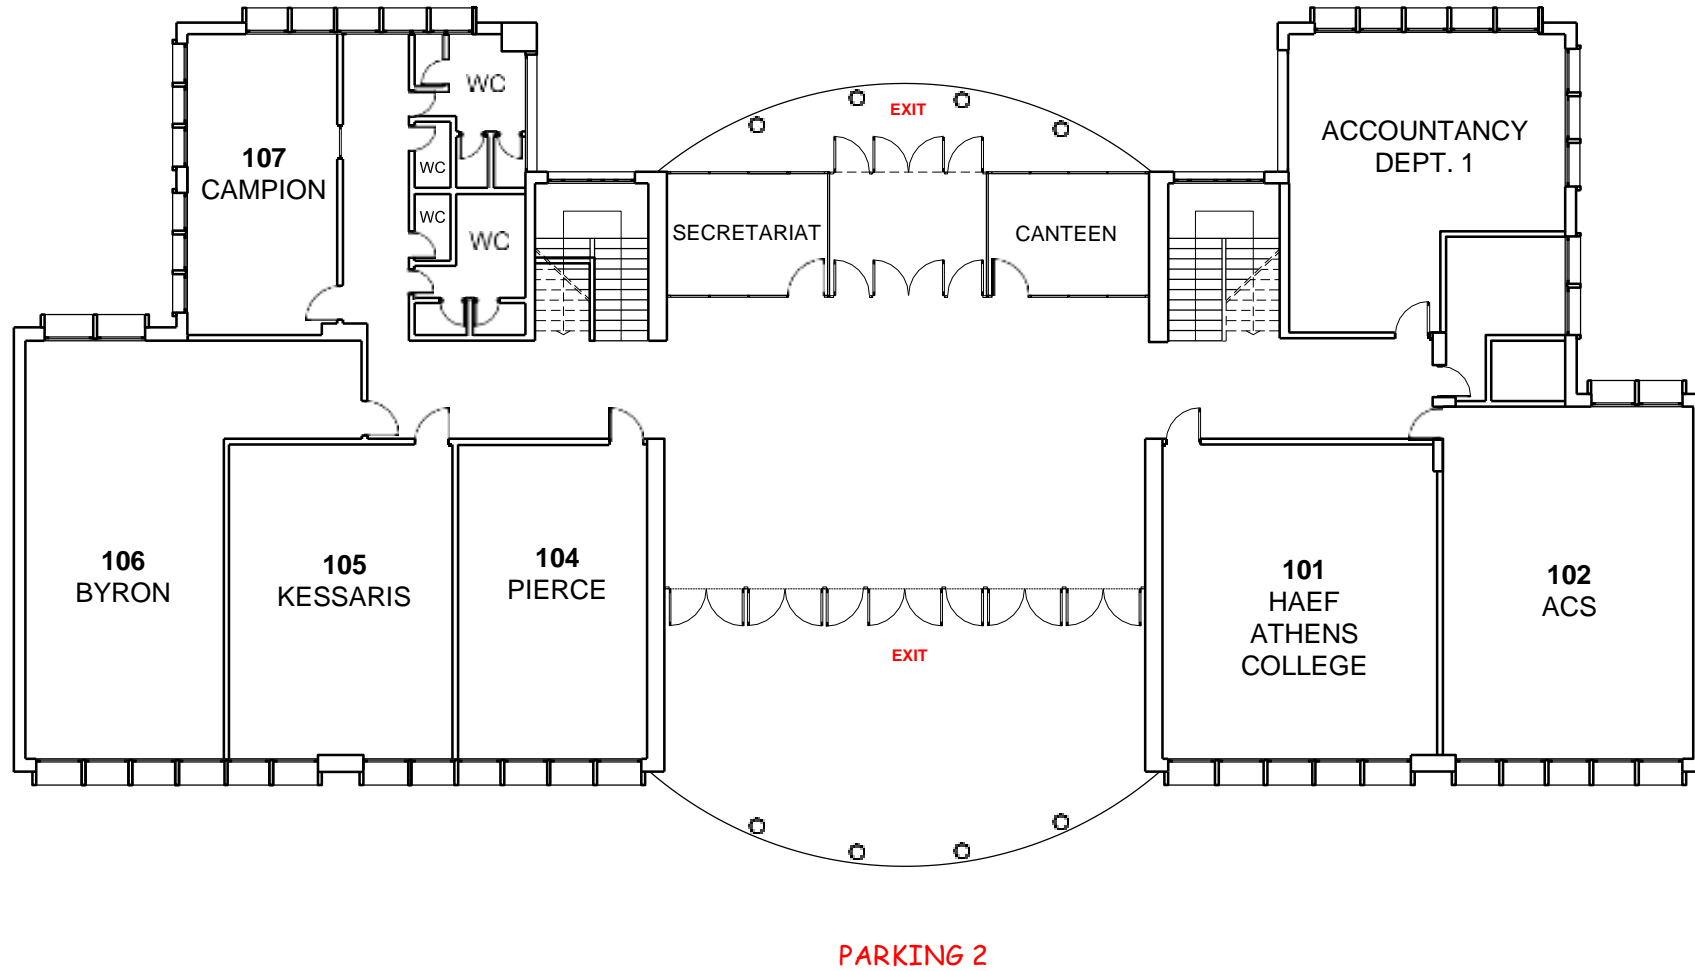 WC
EXIT
ACCOUNTANCY
DEPT. 1
107
CAMPION
WC
WC
WC
SECRETARIAT
CANTEEN
106
BYRON
105
KESSARIS
104
PIERCE
101
HAEF
ATHENS
COLLEGE
102
ACS
EXIT
PARKING 2